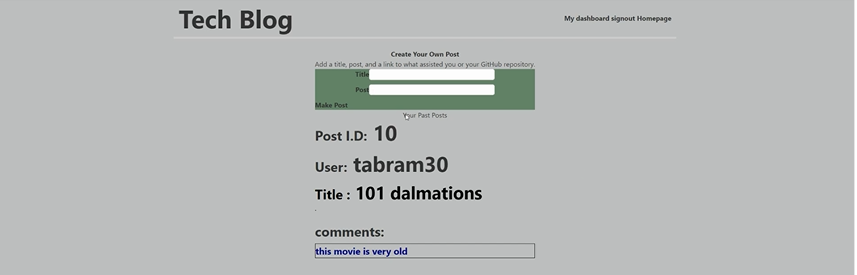 Tech Blog
My dashboard signout Homepage
Create Your Own Post
Add a title, post, and a link to what assisted you or your GitHub repository.
Title
Post
Make Post
Your Past Posts
Post I.D: 10
User: tabram30
Title : 101 dalmations
.
comments:
this movie is very old